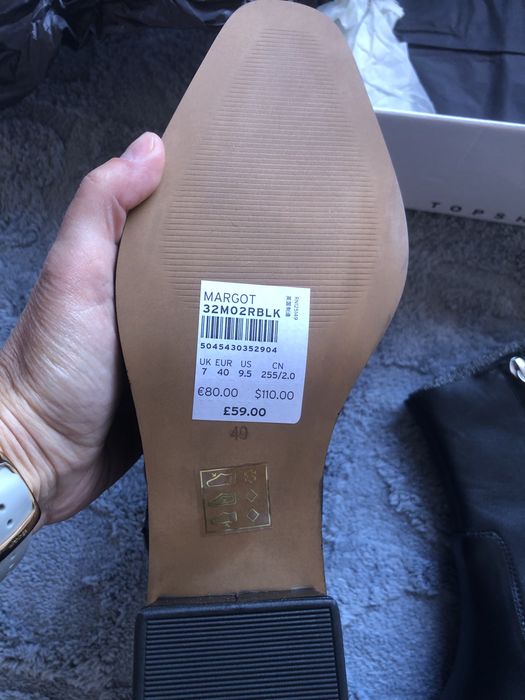 TOPS
MARGOT
32M02RBLK
5045430352904
UK EUR US CN
7 40 9.5 255/2.0
€80.00 $110.00
£59.00
40